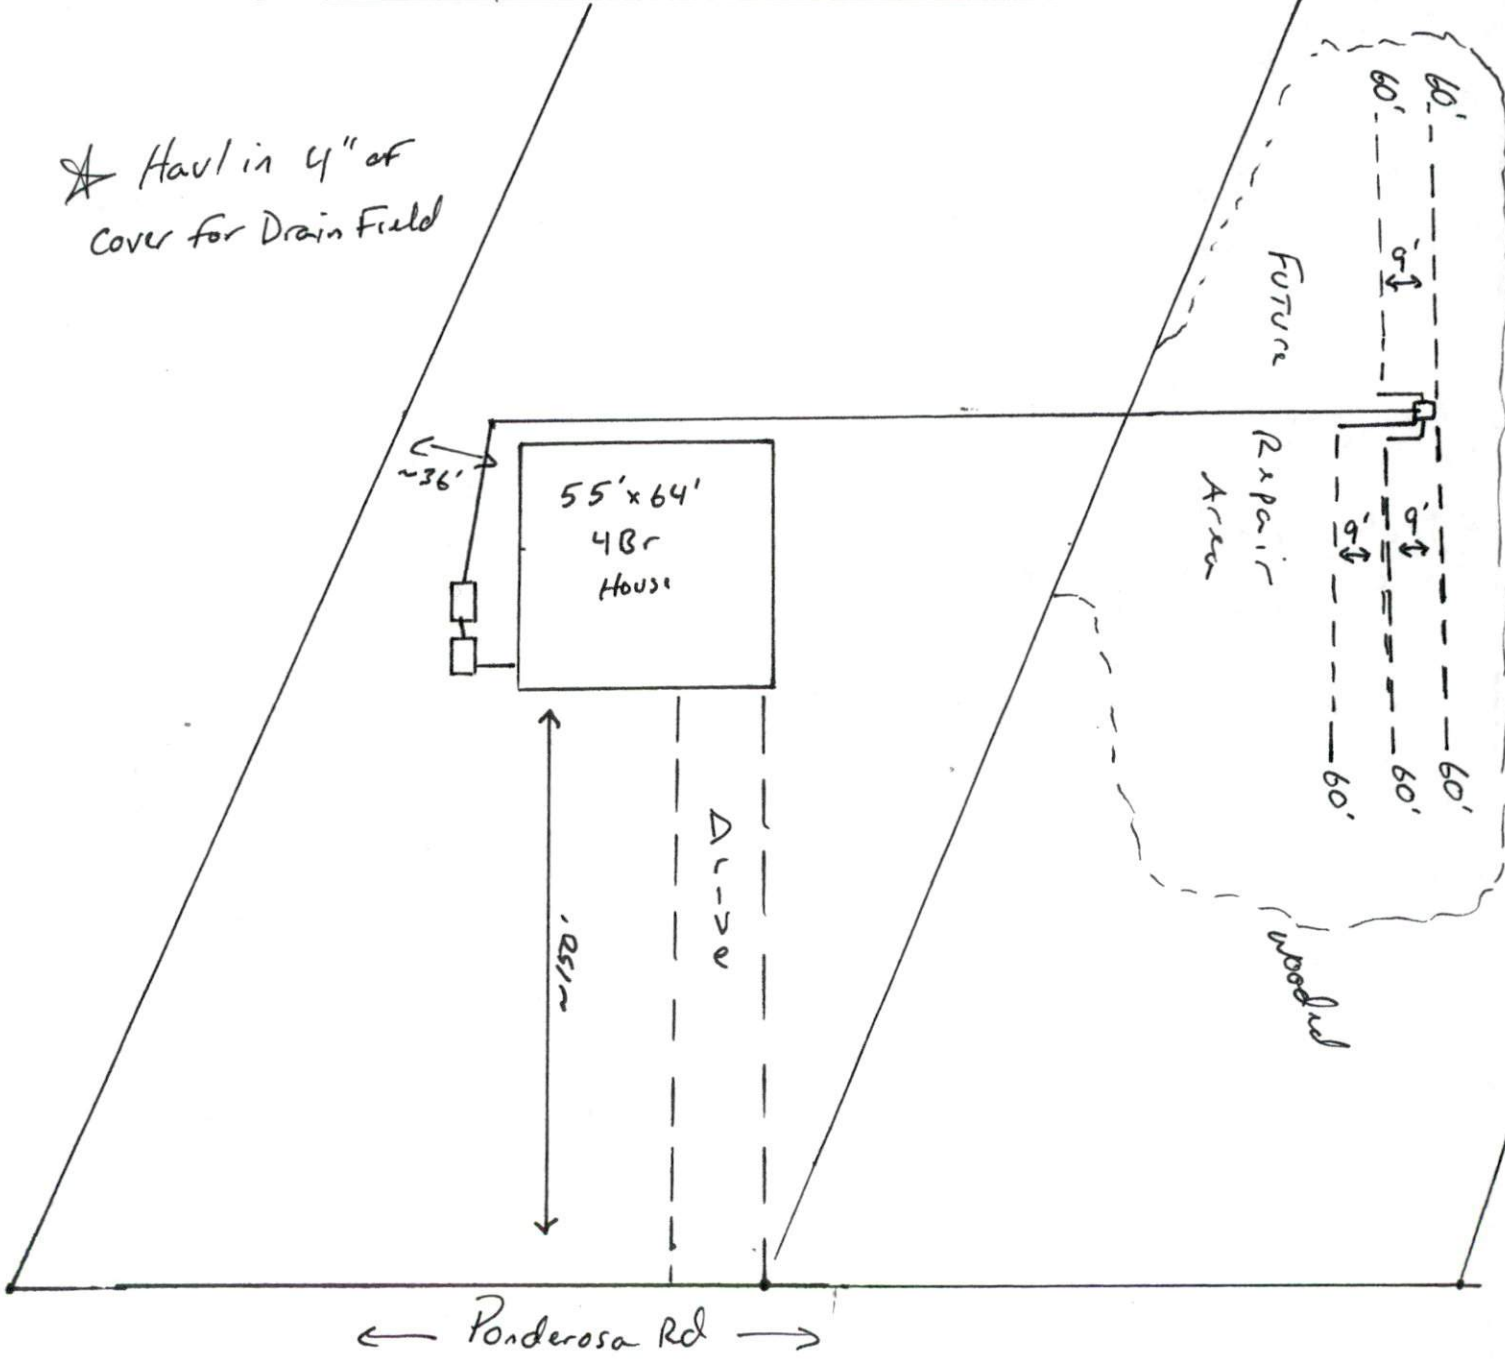 ☆ Haul in 4" of
cover for Drain Field
60'
60'
9'
Future
Repair
Area
~36'
55'x64'
4Br
House
9'
9'
60'
60'
60'
Drive
~152'
wooded
← Ponderosa Rd →